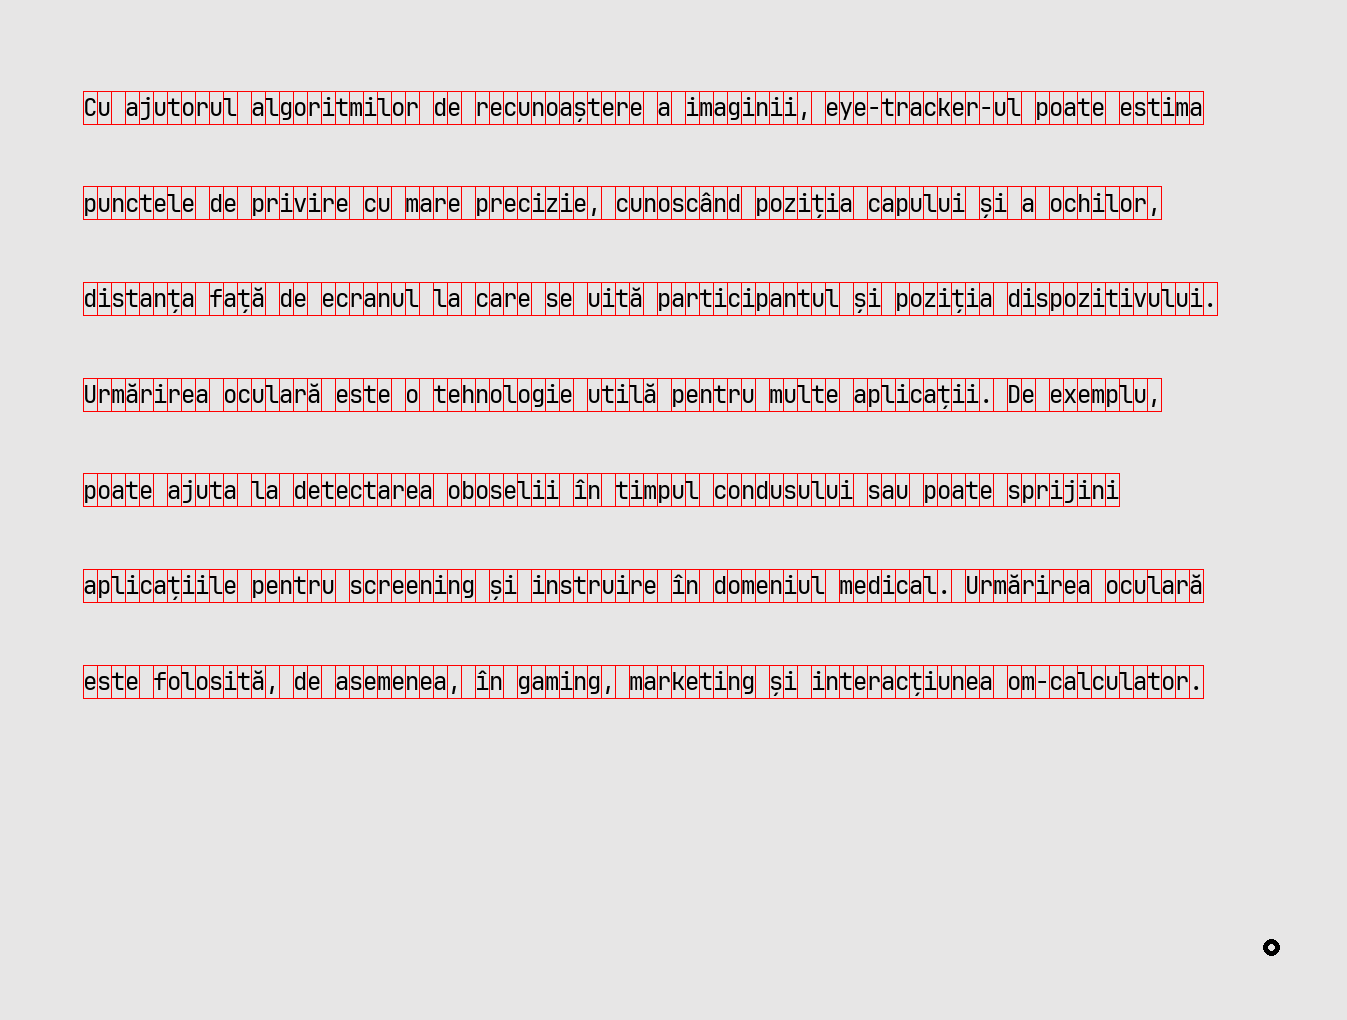 Cu ajutorul algoritmilor de recunoaștere a imaginii, eye-tracker-ul poate estima
punctele de privire cu mare precizie, cunoscând poziția capului și a ochilor,
distanța față de ecranul la care se uită participantul și poziția dispozitivului.
Urmărirea oculară este o tehnologie utilă pentru multe aplicații. De exemplu,
poate ajuta la detectarea oboselii în timpul condusului sau poate sprijini
aplicațiile pentru screening și instruire în domeniul medical. Urmărirea oculară
este folosită, de asemenea, în gaming, marketing și interacțiunea om-calculator.